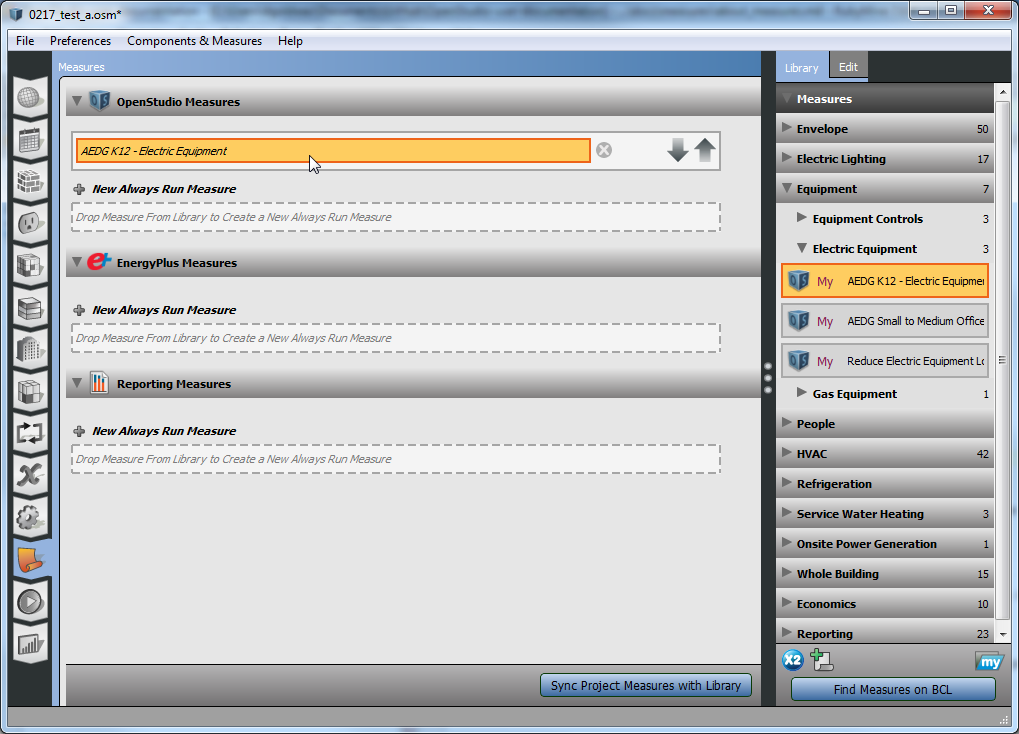 0217_test_a.osm*
File Preferences Components & Measures Help
Measures
OpenStudio Measures
AEDG K12 - Electric Equipment
New Always Run Measure
Drop Measure From Library to Create a New Always Run Measure
EnergyPlus Measures
New Always Run Measure
Drop Measure From Library to Create a New Always Run Measure
Reporting Measures
New Always Run Measure
Drop Measure From Library to Create a New Always Run Measure
Sync Project Measures with Library
Library Edit
Measures
Envelope 50
Electric Lighting 17
Equipment 7
Equipment Controls 3
Electric Equipment 3
My AEDG K12 - Electric Equipme
My AEDG Small to Medium Office
My Reduce Electric Equipment Lo
Gas Equipment 1
People
HVAC 42
Refrigeration
Service Water Heating 3
Onsite Power Generation 1
Whole Building 15
Economics 10
Reporting 23
X2 my
Find Measures on BCL